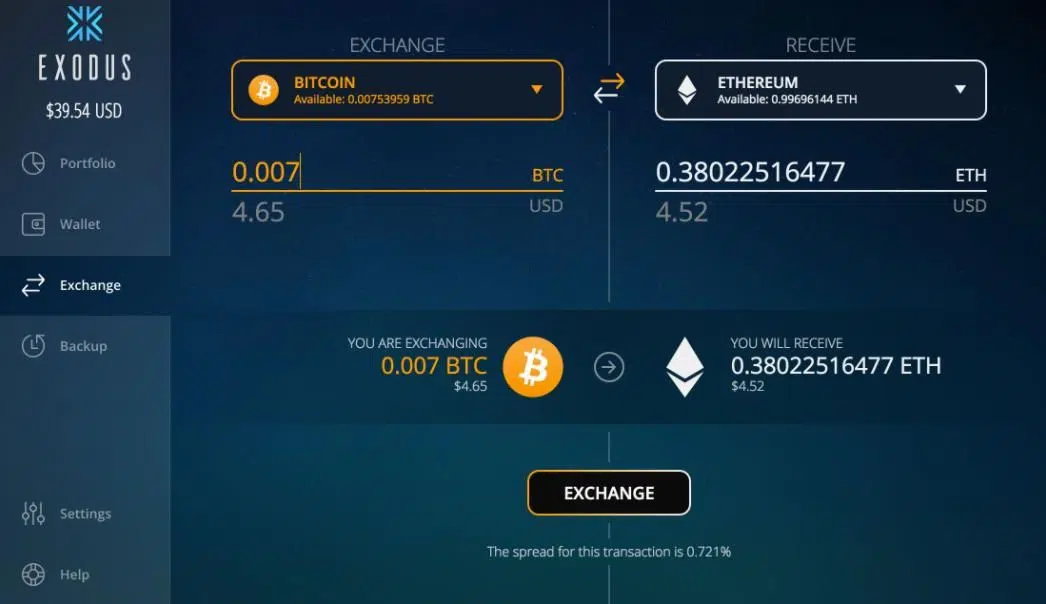 EXODUS
$39.54 USD
Portfolio
Wallet
Exchange
Backup
Settings
Help
EXCHANGE
BITCOIN
Available: 0.00753959 BTC
0.007 BTC
4.65 USD
RECEIVE
ETHEREUM
Available: 0.99696144 ETH
0.38022516477 ETH
4.52 USD
YOU ARE EXCHANGING
0.007 BTC
$4.65
YOU WILL RECEIVE
0.38022516477 ETH
$4.52
EXCHANGE
The spread for this transaction is 0.721%